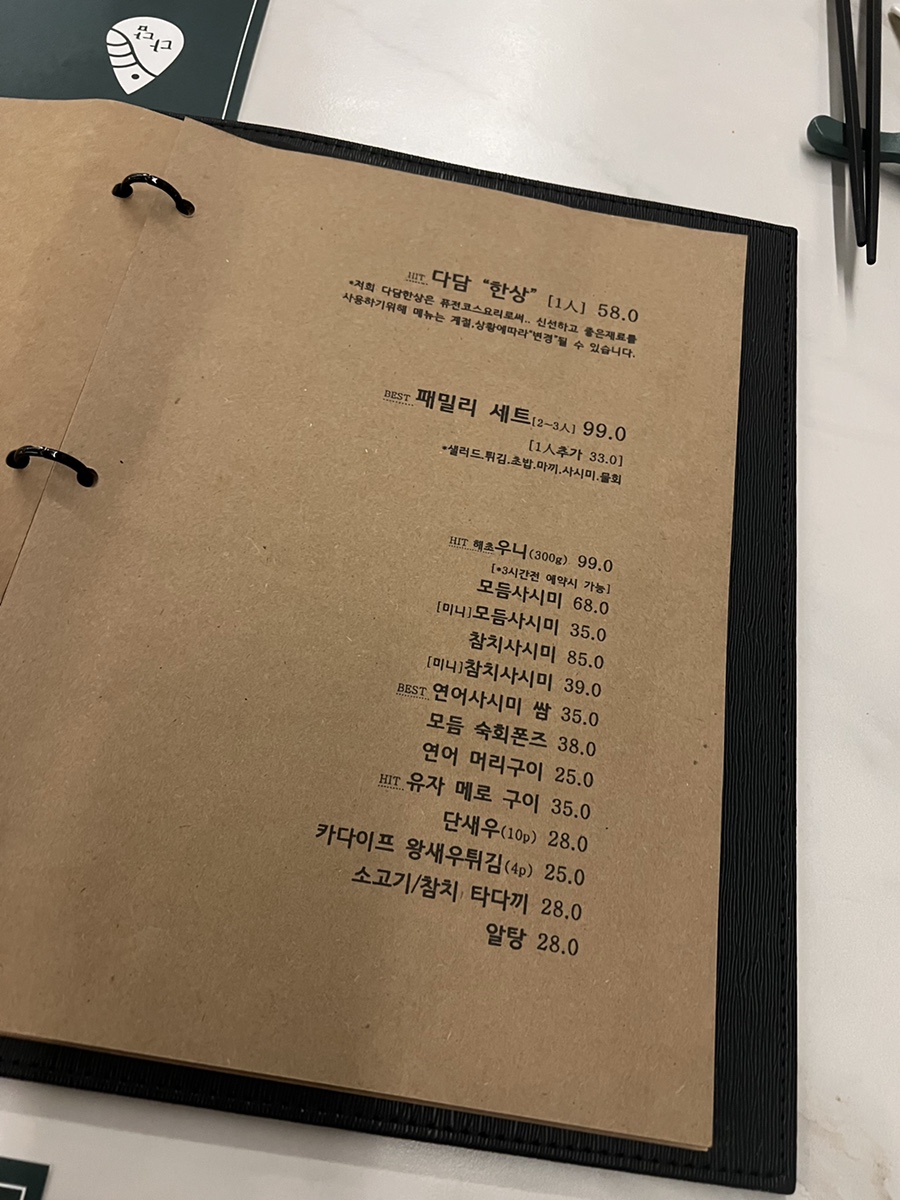 다담
HIT 다담 “한상” [1人] 58.0
*저희 다담한상은 퓨전코스요리로써.. 신선하고 좋은재료를
사용하기위해 메뉴는 계절,상황에따라"변경"될 수 있습니다.
BEST 패밀리 세트[2~3人] 99.0
[1人추가 33.0]
*샐러드.튀김.초밥.마끼.사시미.물회
HIT 해초우니(300g) 99.0
[*3시간전 예약시 가능]
모듬사시미 68.0
[미니]모듬사시미 35.0
참치사시미 85.0
[미니]참치사시미 39.0
BEST 연어사시미 쌈 35.0
모듬 숙회폰즈 38.0
연어 머리구이 25.0
HIT 유자 메로 구이 35.0
단새우(10p) 28.0
카다이프 왕새우튀김(4p) 25.0
소고기/참치 타다끼 28.0
알탕 28.0